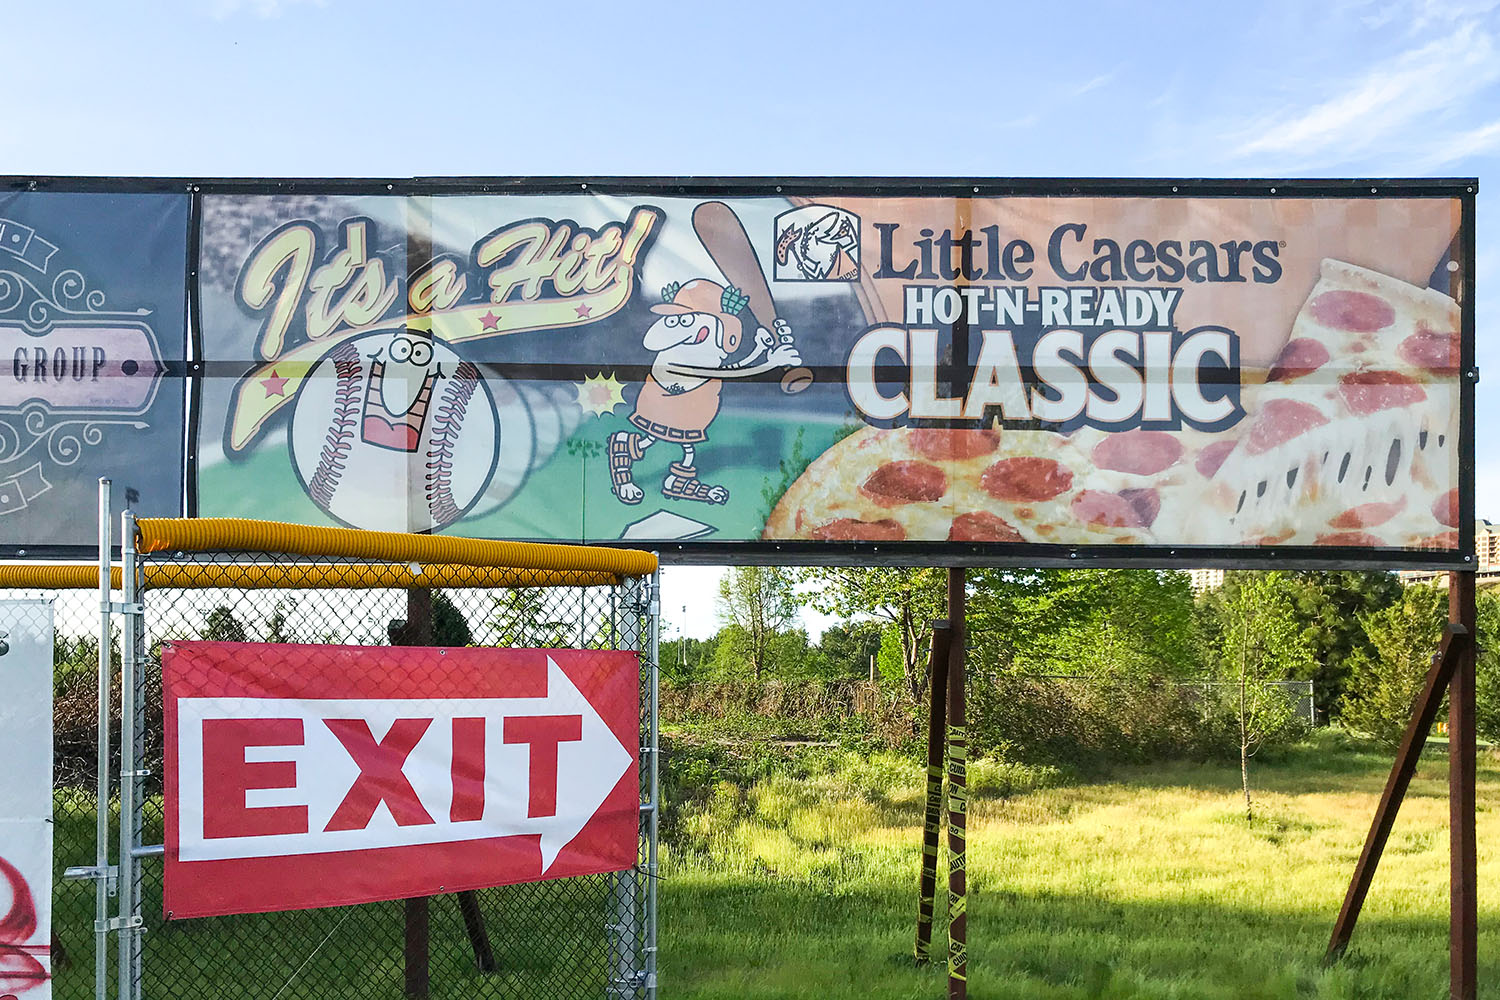 GROUP
It's a Hit!
Little Caesars®
HOT-N-READY
CLASSIC
EXIT